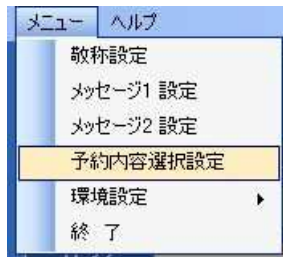 メニュー ヘルプ
敬称設定
メッセージ1 設定
メッセージ2 設定
予約内容選択設定
環境設定
終 了